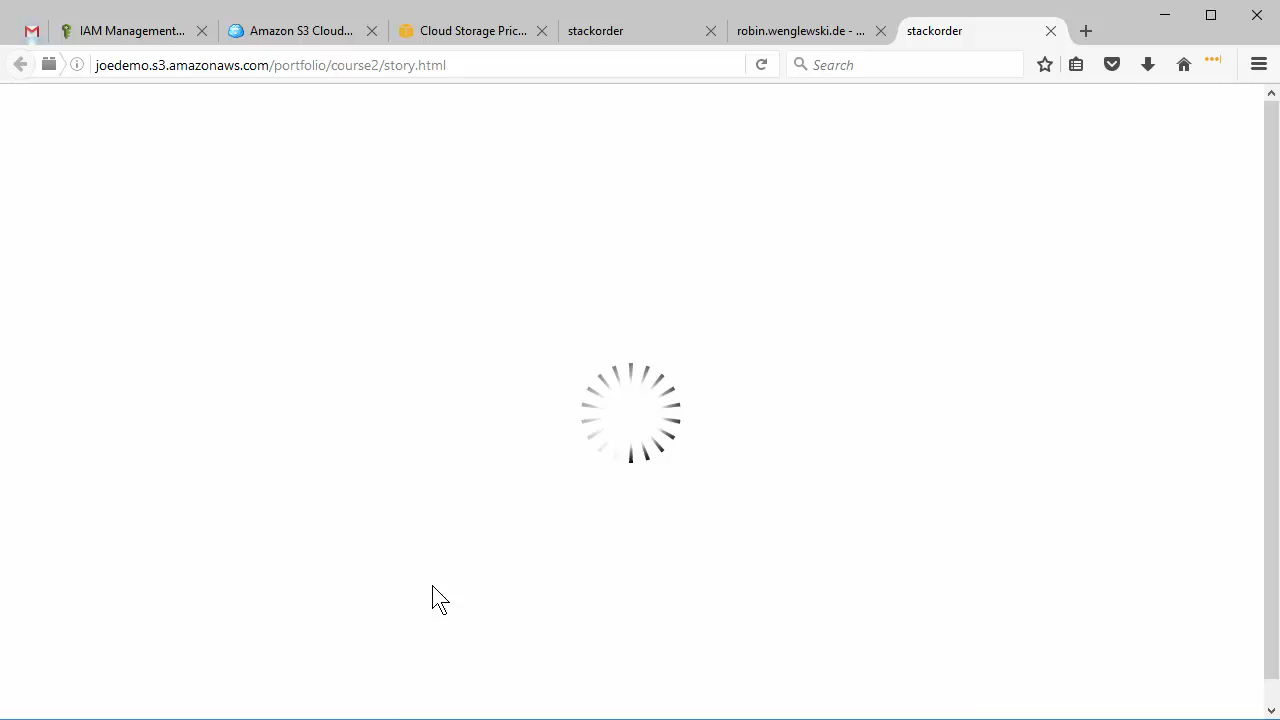 IAM Management...
Amazon S3 Cloud...
Cloud Storage Pric...
stackorder
robin.wenglewski.de - ...
stackorder
joedemo.s3.amazonaws.com/portfolio/course2/story.html
Search